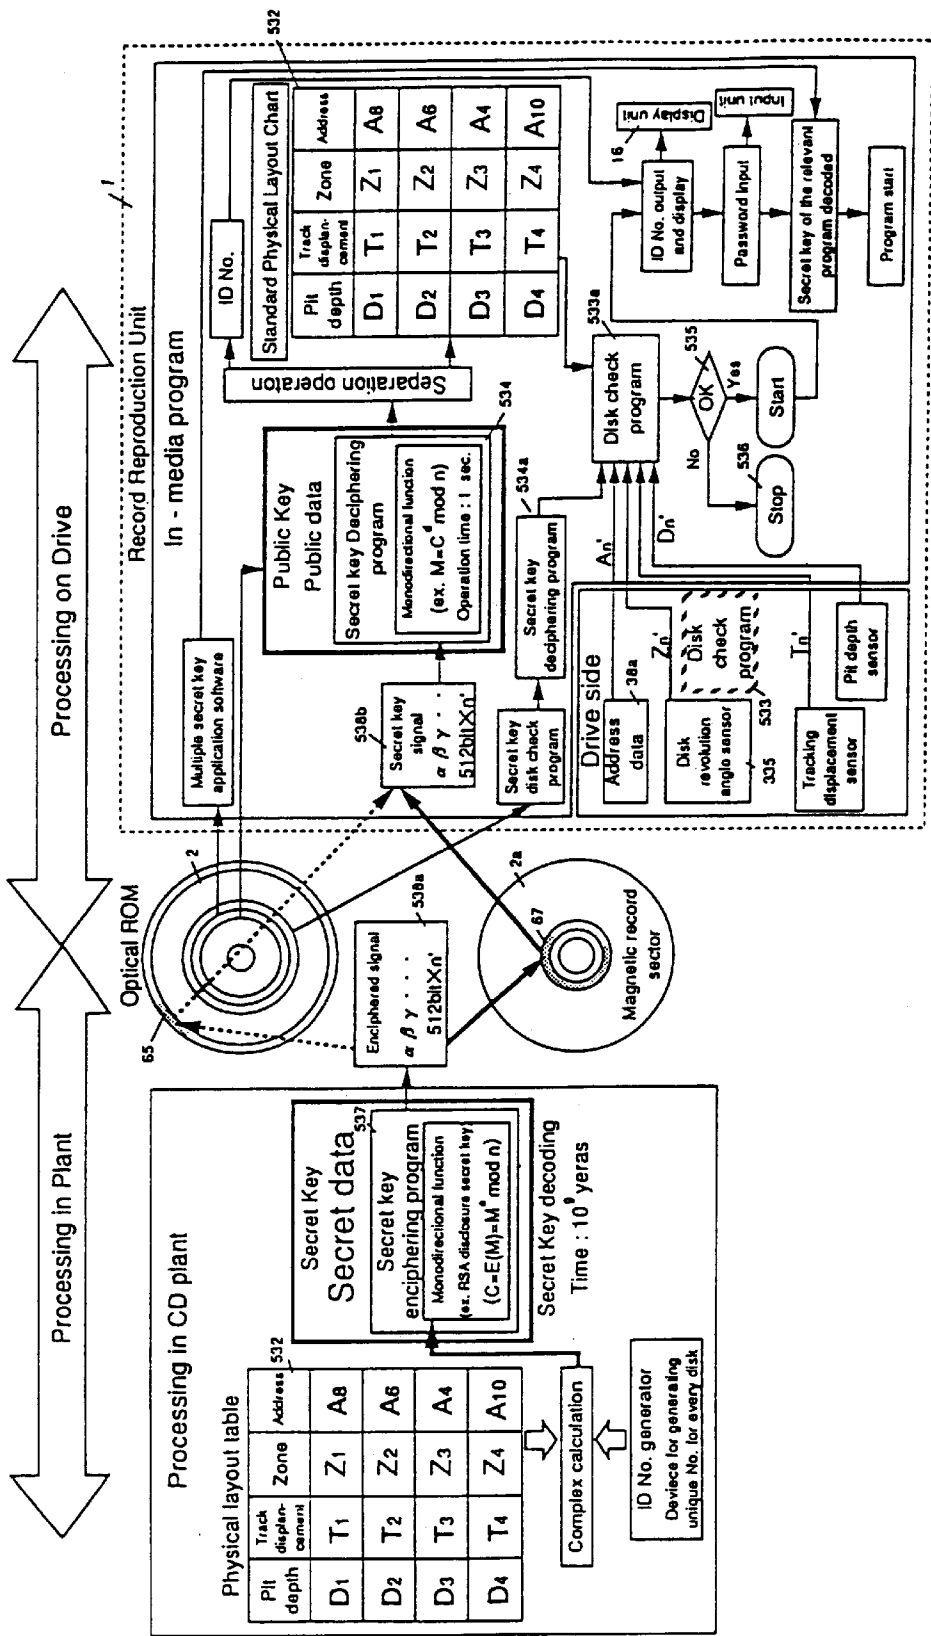 Processing in Plant
Processing on Drive
Processing in CD plant
Physical layout table
532
Pit
depth
Track
displan-
cement
Zone
Address
D1
T1
Z1
A8
D2
T2
Z2
A6
D3
T3
Z3
A4
D4
T4
Z4
A10
Complex calculation
ID No. generator
Deviece for generating
unique No. for every disk
Secret Key
Secret data
537
Secret key
enciphering program
Monodirectional function
(ex. RSA disclosure secret key)
(C=E(M)=Mᵉ mod n)
Secret Key decoding
Time : 10⁹ yeras
Optical ROM
65
2
Enciphered signal
α β γ · · · ·
512bit×n'
538a
2a
67
Magnetic record
sector
1
Record Reproduction Unit
In - media program
Multiple secret key
application software
Public Key
Public data
Secret key Deciphering
program
Monodirectional function
(ex. M=Cᵈ mod n)
Operation time : 1 sec.
534
538b
Secret key
signal
α β γ · · ·
512bit×n'
Secret key
disk check
program
Secret key
deciphering program
534a
Separation operaton
ID No.
Standard Physical Layout Chart
532
Pit
depth
Track
displan-
cement
Zone
Address
D1
T1
Z1
A8
D2
T2
Z2
A6
D3
T3
Z3
A4
D4
T4
Z4
A10
Drive side
Address
data
38a
Disk
revolution
angle sensor
335
Disk
check
program
533
Tracking
displacement
sensor
Pit depth
sensor
An'
Zn'
Tn'
Dn'
Disk check
program
533a
OK
535
No
Yes
Stop
536
Start
16
Display
unit
ID No. output
and display
Input unit
Password Input
Secret key of the relevant
program decoded
Program start